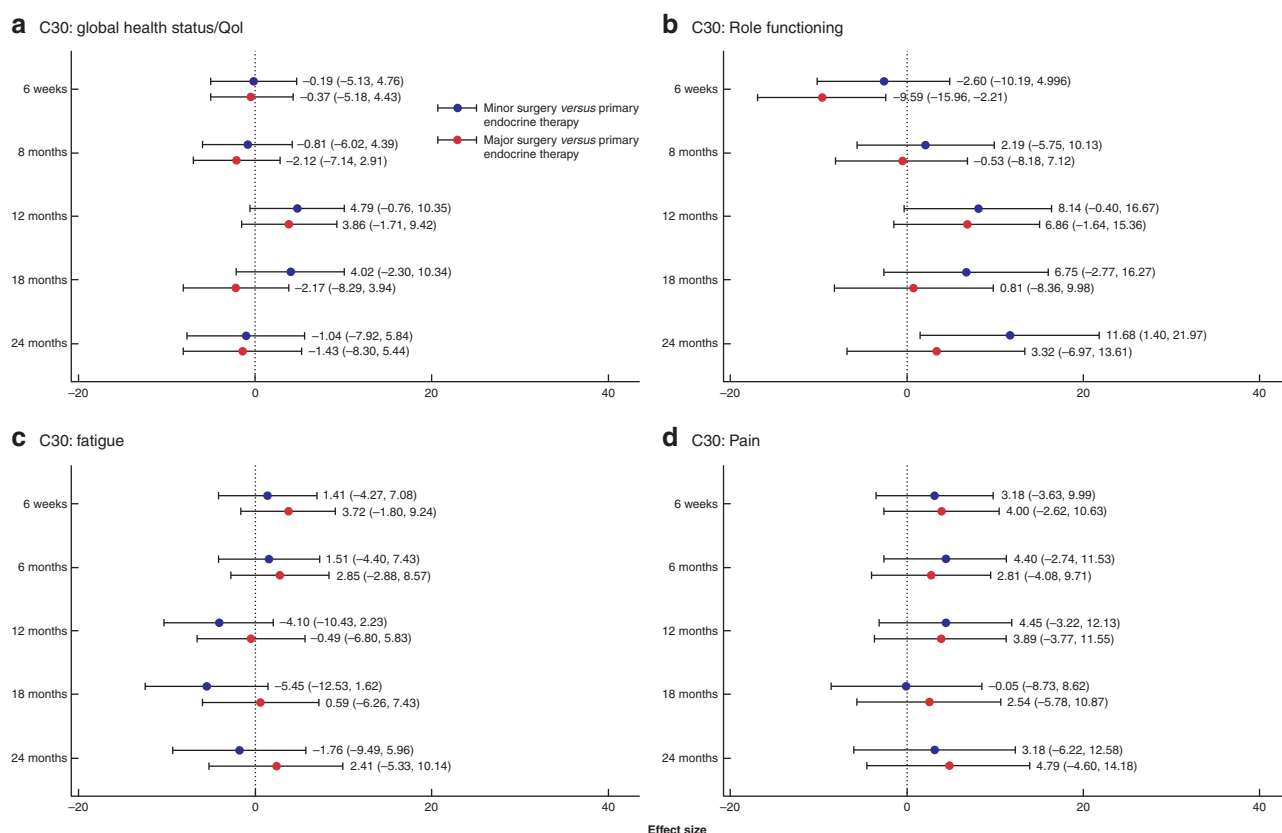 a C30: global health status/Qol
6 weeks
−0.19 (−5.13, 4.76)
−0.37 (−5.18, 4.43)
Minor surgery versus primary
endocrine therapy
Major surgery versus primary
endocrine therapy
8 months
−0.81 (−6.02, 4.39)
−2.12 (−7.14, 2.91)
12 months
4.79 (−0.76, 10.35)
3.86 (−1.71, 9.42)
18 months
4.02 (−2.30, 10.34)
−2.17 (−8.29, 3.94)
24 months
−1.04 (−7.92, 5.84)
−1.43 (−8.30, 5.44)
−20 0 20 40
b C30: Role functioning
6 weeks
−2.60 (−10.19, 4.996)
−9.59 (−15.96, −2.21)
8 months
2.19 (−5.75, 10.13)
−0.53 (−8.18, 7.12)
12 months
8.14 (−0.40, 16.67)
6.86 (−1.64, 15.36)
18 months
6.75 (−2.77, 16.27)
0.81 (−8.36, 9.98)
24 months
11.68 (1.40, 21.97)
3.32 (−6.97, 13.61)
−20 0 20 40
c C30: fatigue
6 weeks
1.41 (−4.27, 7.08)
3.72 (−1.80, 9.24)
6 months
1.51 (−4.40, 7.43)
2.85 (−2.88, 8.57)
12 months
−4.10 (−10.43, 2.23)
−0.49 (−6.80, 5.83)
18 months
−5.45 (−12.53, 1.62)
0.59 (−6.26, 7.43)
24 months
−1.76 (−9.49, 5.96)
2.41 (−5.33, 10.14)
−20 0 20 40
d C30: Pain
6 weeks
3.18 (−3.63, 9.99)
4.00 (−2.62, 10.63)
6 months
4.40 (−2.74, 11.53)
2.81 (−4.08, 9.71)
12 months
4.45 (−3.22, 12.13)
3.89 (−3.77, 11.55)
18 months
−0.05 (−8.73, 8.62)
2.54 (−5.78, 10.87)
24 months
3.18 (−6.22, 12.58)
4.79 (−4.60, 14.18)
−20 0 20 40
Effect size